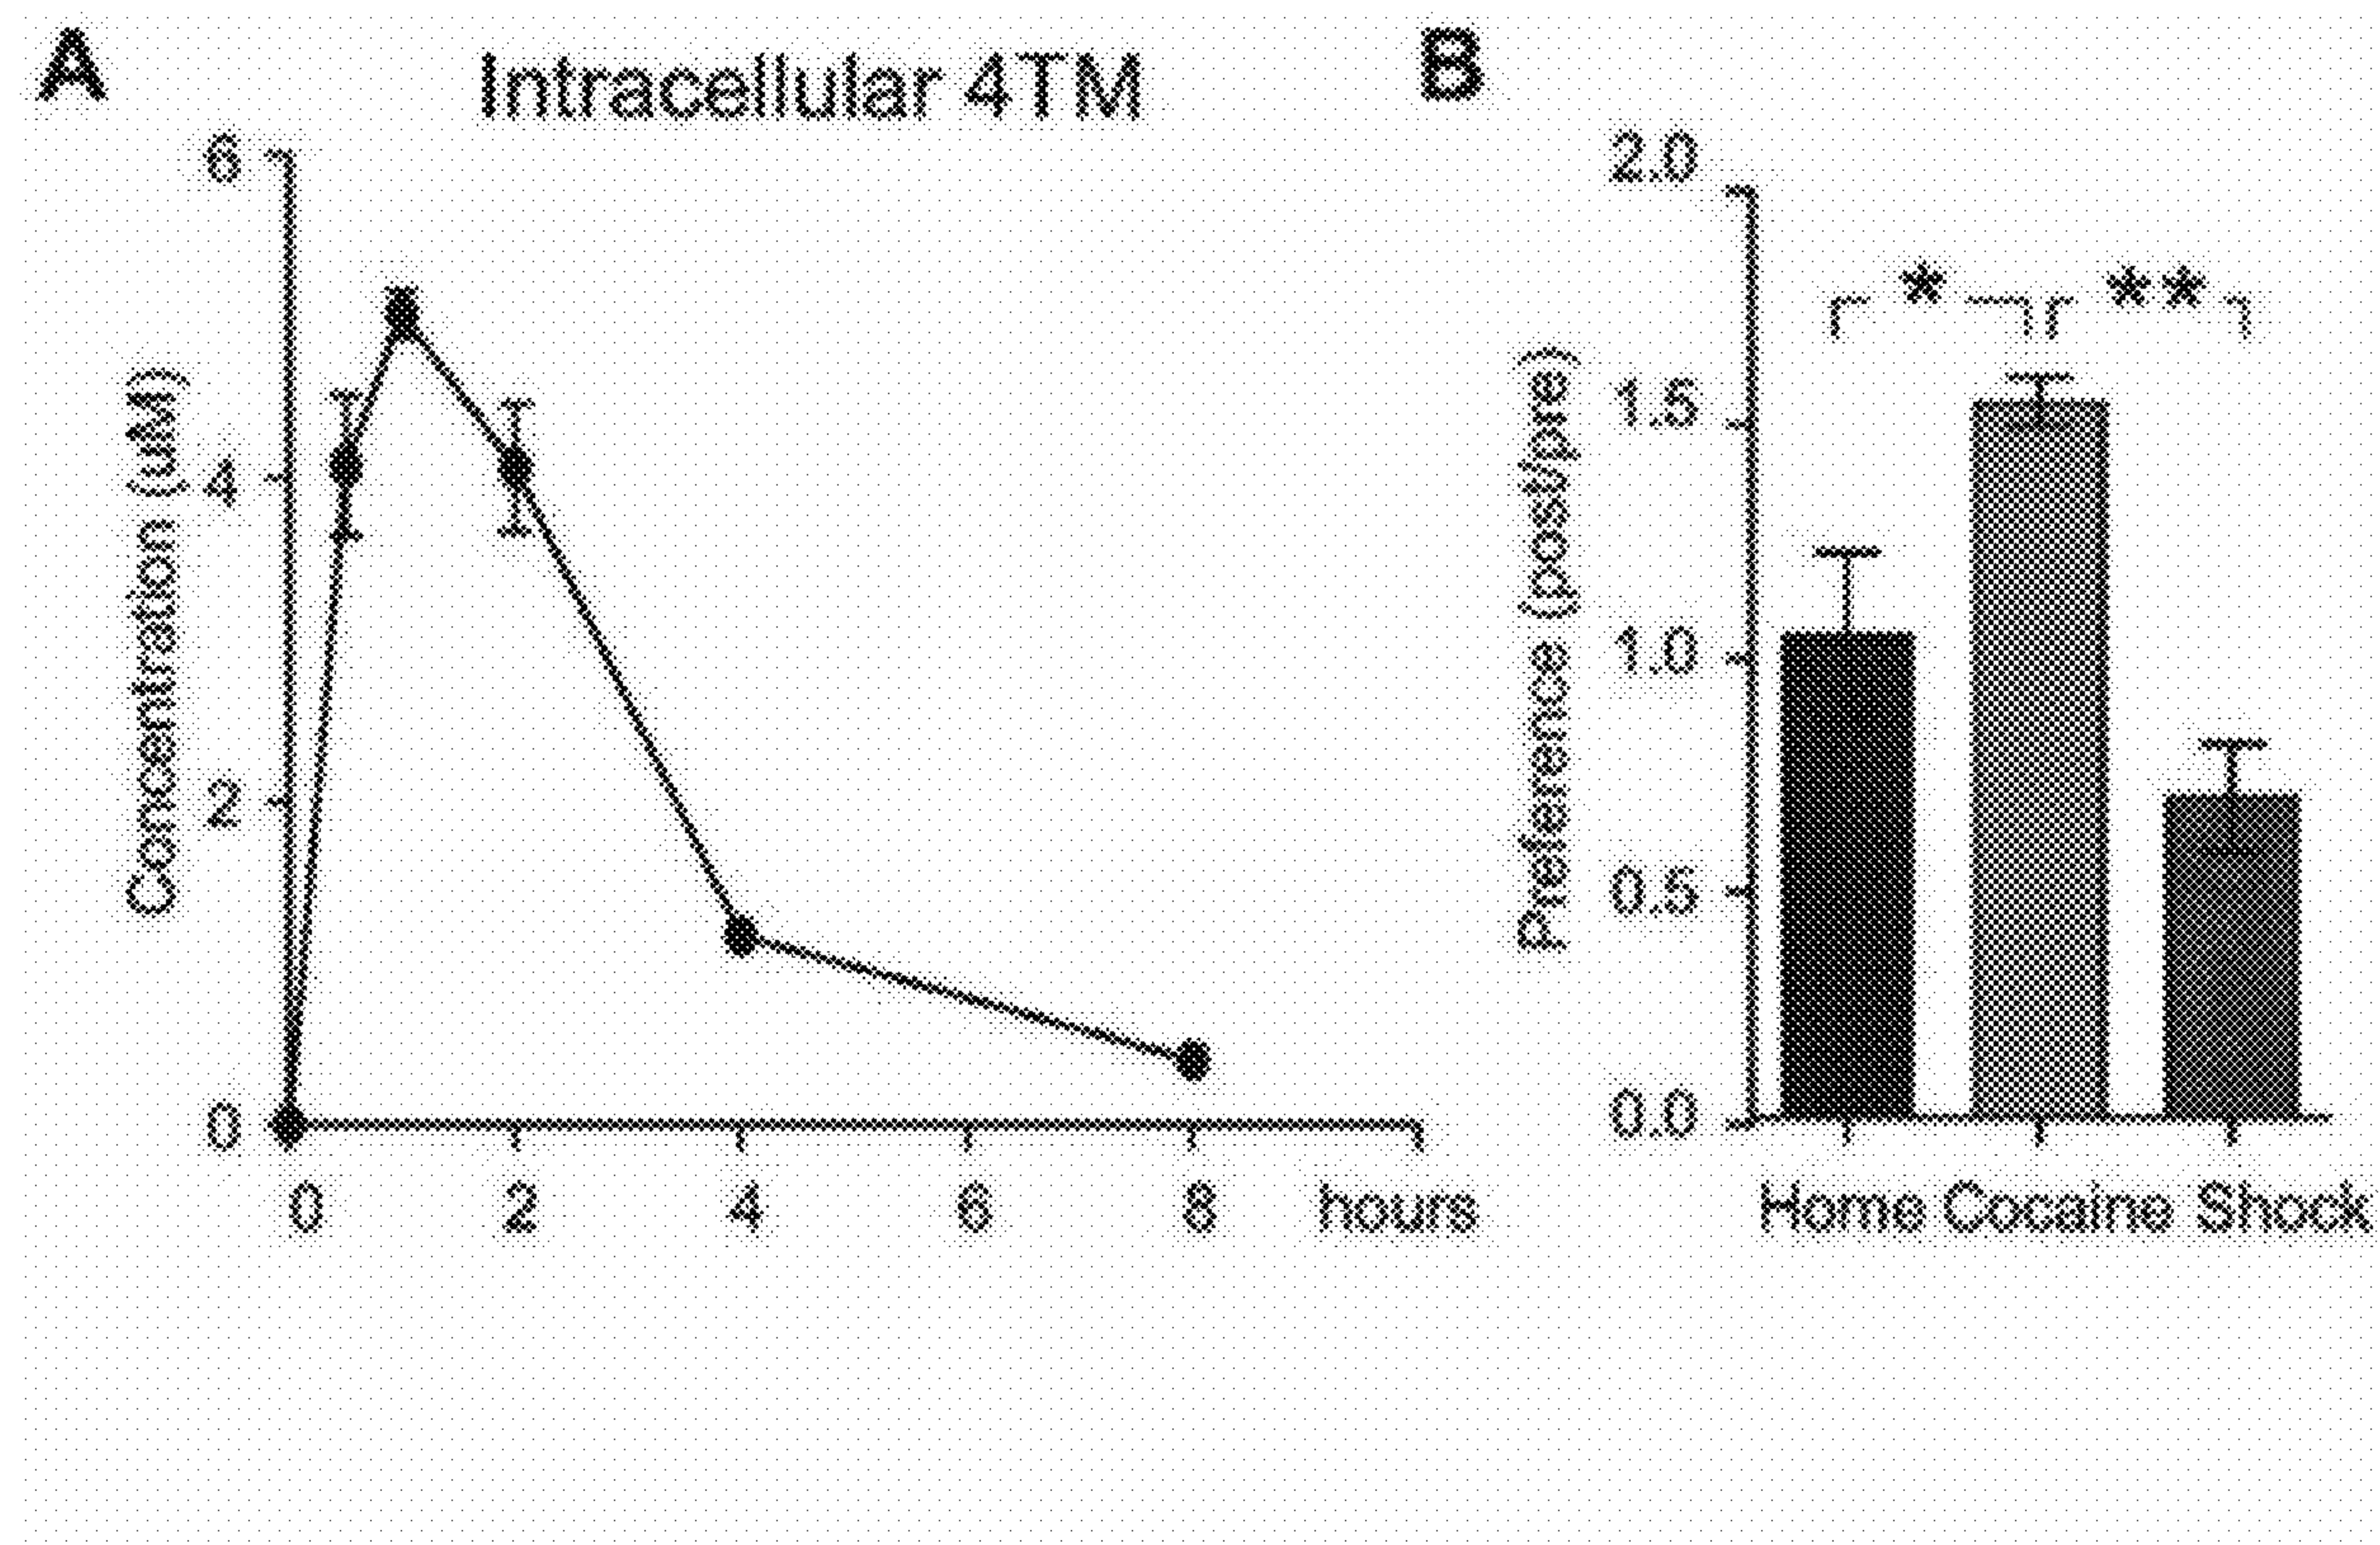 A
Intracellular 4TM
6
4
2
0
Concentration (uM)
0 2 4 6 8 hours
B
2.0
1.5
1.0
0.5
0.0
Preference (post/pre)
* **
Home Cocaine Shock